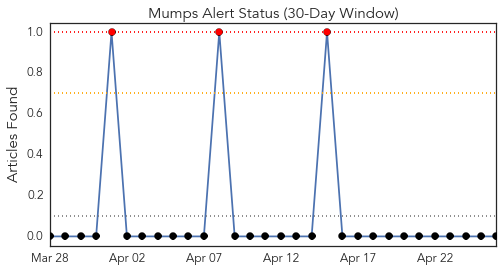 Mumps Alert Status (30-Day Window)
1.0
0.8
0.6
0.4
0.2
0.0
Articles Found
Mar 28 Apr 02 Apr 07 Apr 12 Apr 17 Apr 22